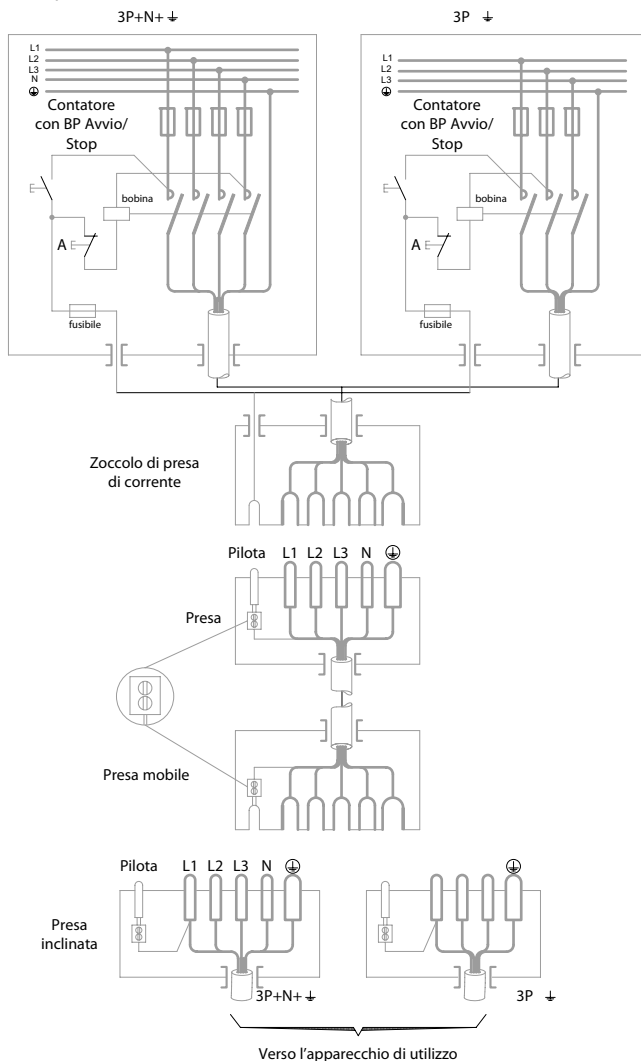 3P+N+⏚
3P ⏚
L1
L2
L3
N
⏚
Contatore
con BP Avvio/
Stop
bobina
A
fusibile
L1
L2
L3
⏚
Contatore
con BP Avvio/
Stop
bobina
A
fusibile
Zoccolo di presa
di corrente
Pilota L1 L2 L3 N ⏚
Presa
Presa mobile
Pilota L1 L2 L3 N ⏚
⏚
Presa
inclinata
3P+N+⏚
3P ⏚
Verso l'apparecchio di utilizzo